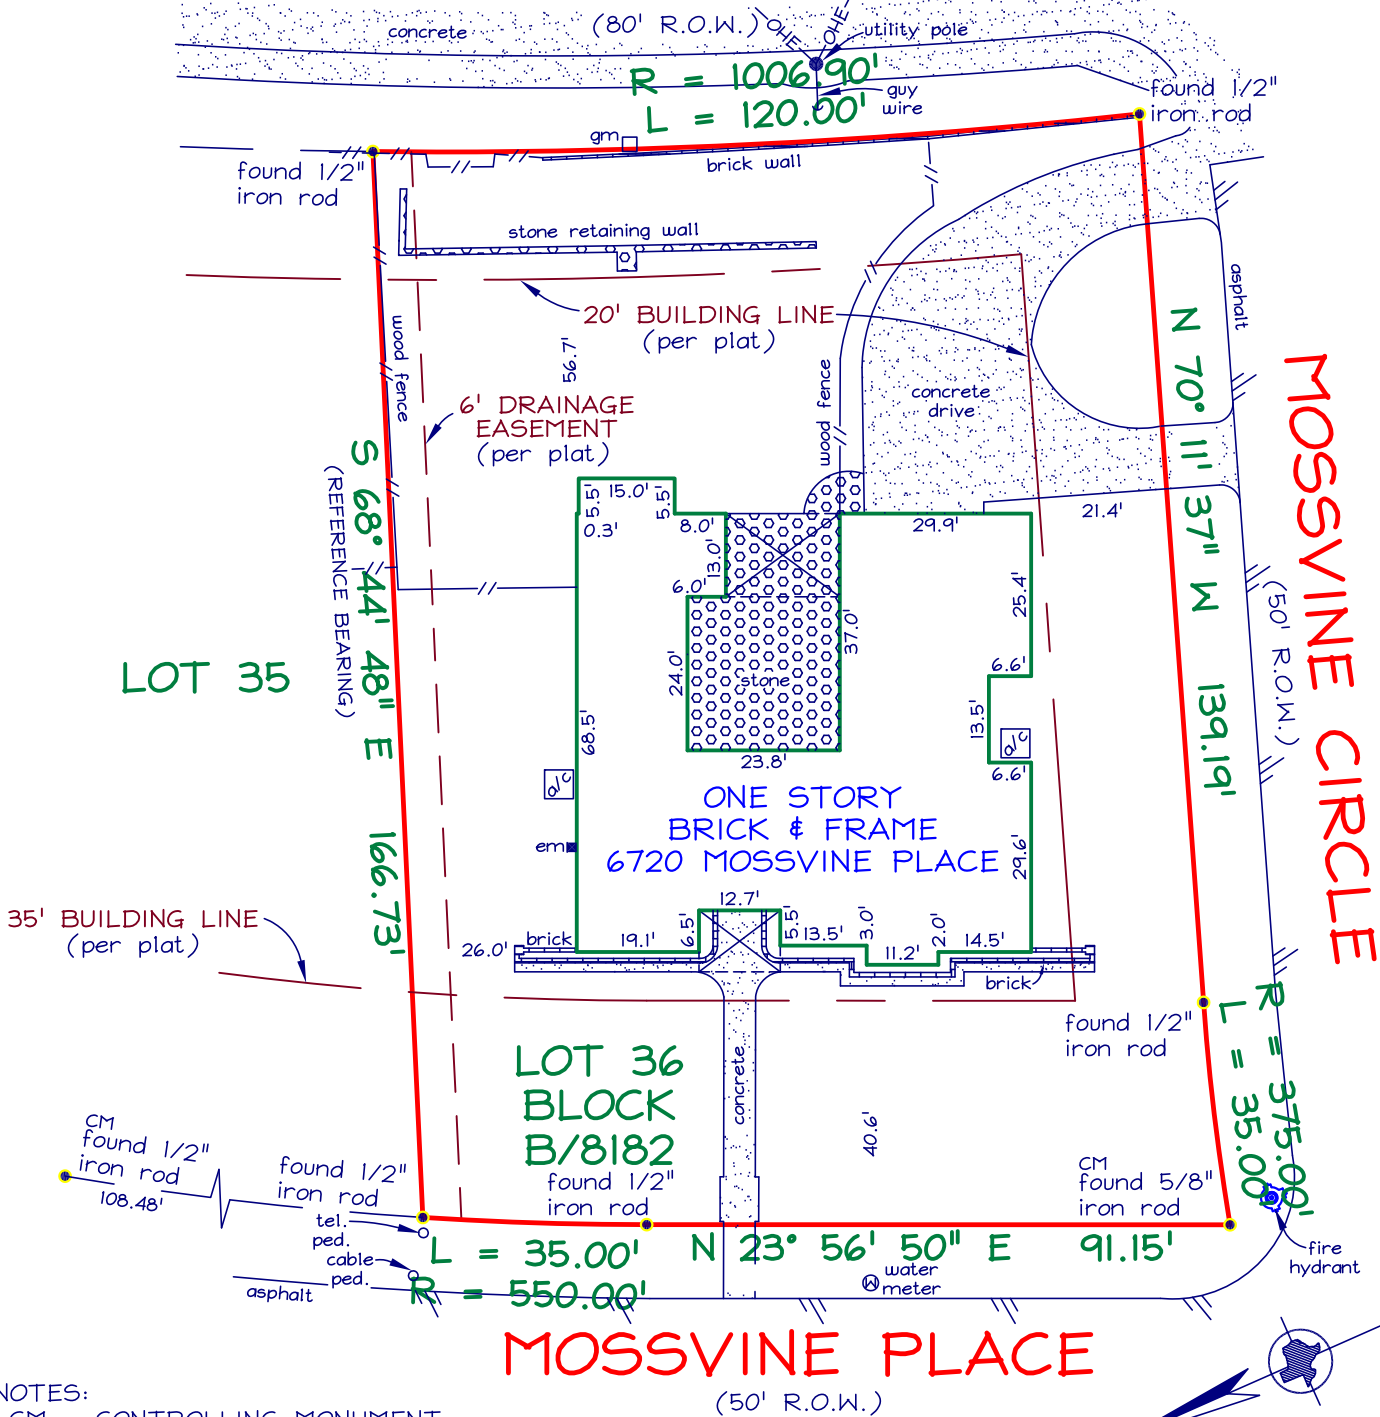 concrete
(80' R.O.W.)
OHE
OHE
utility pole
R = 1006.90'
L = 120.00'
guy
wire
found 1/2"
iron rod
gm
brick wall
found 1/2"
iron rod
stone retaining wall
asphalt
20' BUILDING LINE
(per plat)
wood fence
56.7'
wood fence
concrete
drive
6' DRAINAGE
EASEMENT
(per plat)
N 70° 11' 37" W 139.19'
MOSSVINE CIRCLE
(50' R.O.W.)
S 68° 44' 48" E 166.73'
(REFERENCE BEARING)
5.5'
15.0'
5.5'
0.3'
8.0'
29.9'
21.4'
13.0'
6.0'
25.4'
37.0'
24.0'
stone
6.6'
13.5'
a/c
6.6'
68.5'
23.8'
LOT 35
a/c
em
ONE STORY
BRICK & FRAME
6720 MOSSVINE PLACE
29.6'
35' BUILDING LINE
(per plat)
12.7'
26.0'
brick
19.1'
6.5'
5.5'
13.5'
3.0'
11.2'
2.0'
14.5'
brick
found 1/2"
iron rod
R = 375.00'
L = 35.00'
LOT 36
BLOCK
B/8182
concrete
40.6'
CM
found 1/2"
iron rod
108.48'
found 1/2"
iron rod
found 1/2"
iron rod
CM
found 5/8"
iron rod
tel.
ped.
cable
ped.
asphalt
L = 35.00'
R = 550.00'
N 23° 56' 50" E 91.15'
W
water
meter
fire
hydrant
MOSSVINE PLACE
(50' R.O.W.)
NOTES:
CM - CONTROLLING MONUMENT